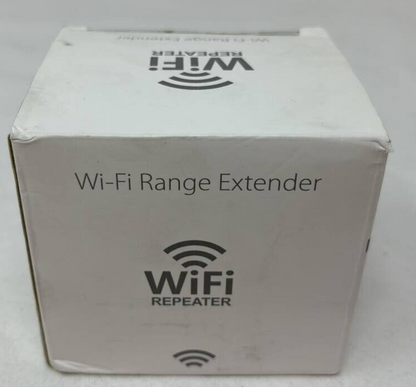 Wi-Fi Range Extender
WiFi
REPEATER
Wi-Fi Range Extender
WiFi
REPEATER